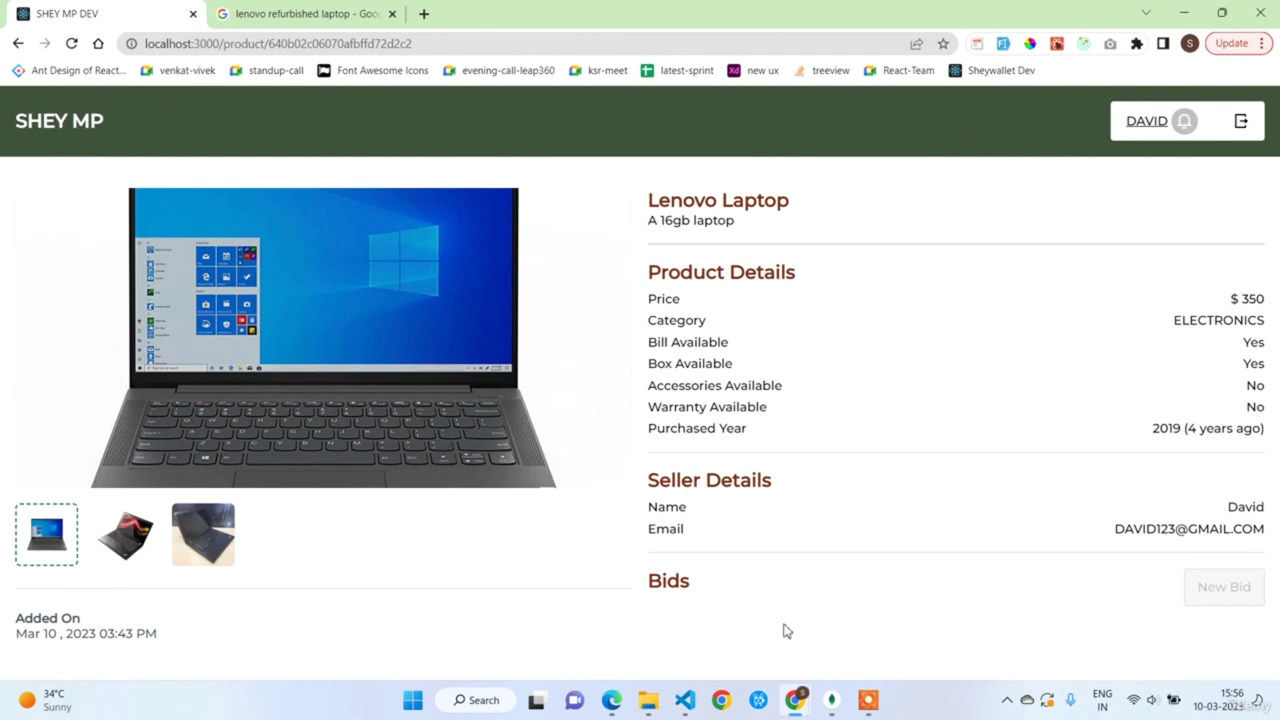 SHEY MP DEV
lenovo refurbished laptop - Goo
localhost:3000/product/640b02c06070afbffd72d2c2
S
Update
Ant Design of React...
venkat-vivek
standup-call
Font Awesome Icons
evening-call-leap360
ksr-meet
latest-sprint
Xd
new ux
treeview
React-Team
Sheywallet Dev
SHEY MP
DAVID
Lenovo Laptop
A 16gb laptop
Product Details
Price $ 350
Category ELECTRONICS
Bill Available Yes
Box Available Yes
Accessories Available No
Warranty Available No
Purchased Year 2019 (4 years ago)
Seller Details
Name David
Email DAVID123@GMAIL.COM
Bids
New Bid
Added On
Mar 10 , 2023 03:43 PM
34°C
Sunny
Search
ENG
IN
15:56
10-03-2023